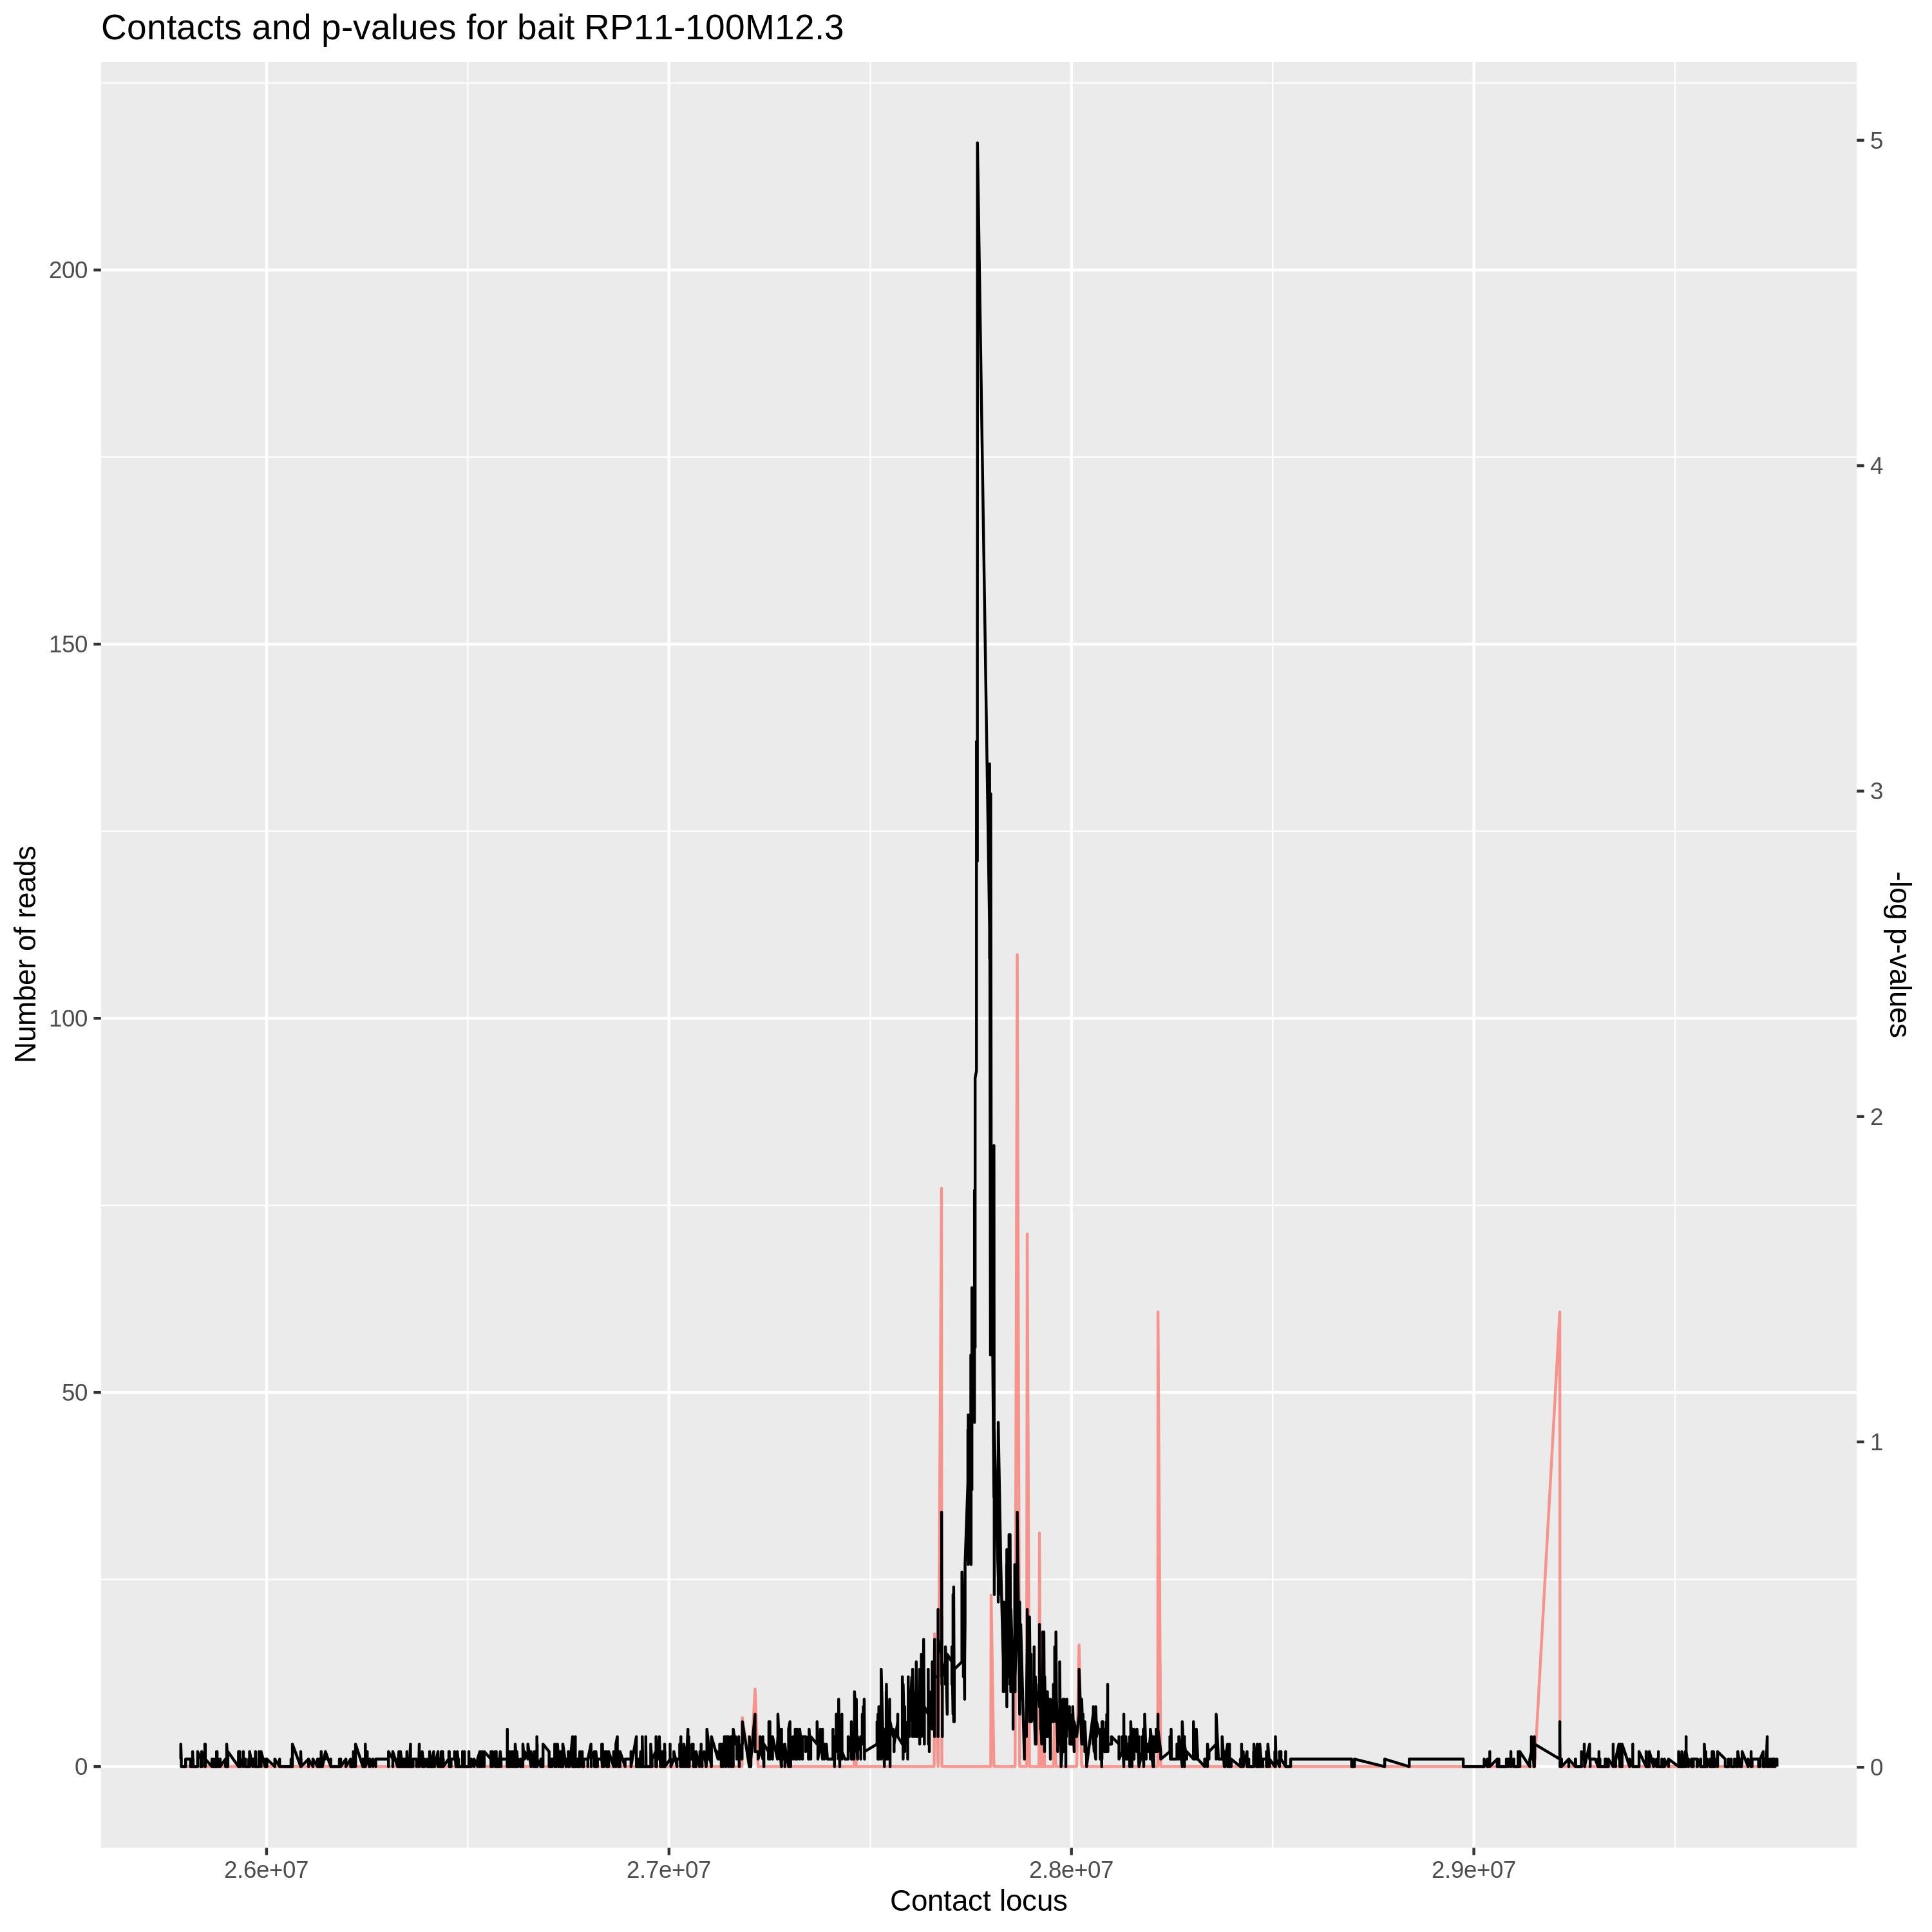 Contacts and p-values for bait RP11-100M12.3
Number of reads
200
150
100
50
0
5
4
3
2
1
0
-log p-values
2.6e+07
2.7e+07
2.8e+07
2.9e+07
Contact locus